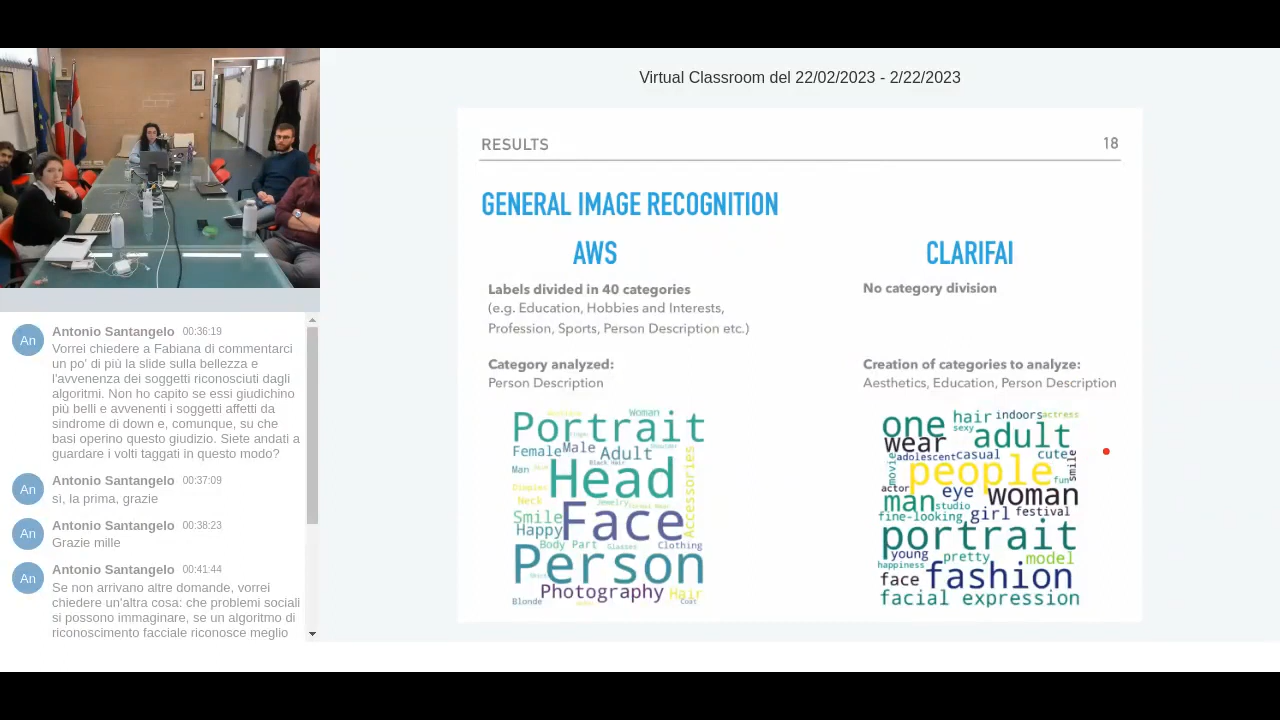 Virtual Classroom del 22/02/2023 - 2/22/2023
RESULTS
18
GENERAL IMAGE RECOGNITION
AWS
Labels divided in 40 categories
(e.g. Education, Hobbies and Interests,
Profession, Sports, Person Description etc.)
Category analyzed:
Person Description
Portrait
Woman
Female
Male
Adult
Man
Black Hair
Head
Accessories
Neck
Jewelry
Smile
Happy
Face
Body Part
Glasses
Clothing
Person
Photography
Hair
Blonde
Coat
CLARIFAI
No category division
Creation of categories to analyze:
Aesthetics, Education, Person Description
one
hair
indoors
actress
sexy
wear
adult
adolescent
casual
cute
smile
movie
people
fun
actor
man
eye
woman
studio
fine-looking
girl
festival
portrait
young
pretty
model
happiness
face
fashion
facial expression
An
Antonio Santangelo 00:36:19
Vorrei chiedere a Fabiana di commentarci
un po' di più la slide sulla bellezza e
l'avvenenza dei soggetti riconosciuti dagli
algoritmi. Non ho capito se essi giudichino
più belli e avvenenti i soggetti affetti da
sindrome di down e, comunque, su che
basi operino questo giudizio. Siete andati a
guardare i volti taggati in questo modo?
An
Antonio Santangelo 00:37:09
sì, la prima, grazie
An
Antonio Santangelo 00:38:23
Grazie mille
An
Antonio Santangelo 00:41:44
Se non arrivano altre domande, vorrei
chiedere un'altra cosa: che problemi sociali
si possono immaginare, se un algoritmo di
riconoscimento facciale riconosce meglio